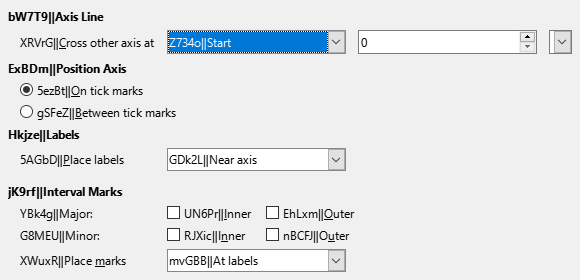 bW7T9||Axis Line
XRVrG||Cross other axis at Z734o||Start 0
ExBDm||Position Axis
5ezBt||On tick marks
gSFeZ||Between tick marks
Hkjze||Labels
5AGbD||Place labels GDk2L||Near axis
jK9rf||Interval Marks
YBk4g||Major: UN6Pr||Inner EhLxm||Outer
G8MEU||Minor: RJXic||Inner nBCFJ||Outer
XWuxR||Place marks mvGBB||At labels